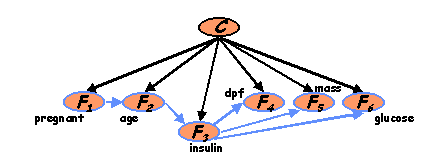 C
dpf
mass
F1 F2 F4 F5 F6
pregnant age glucose
F3
insulin